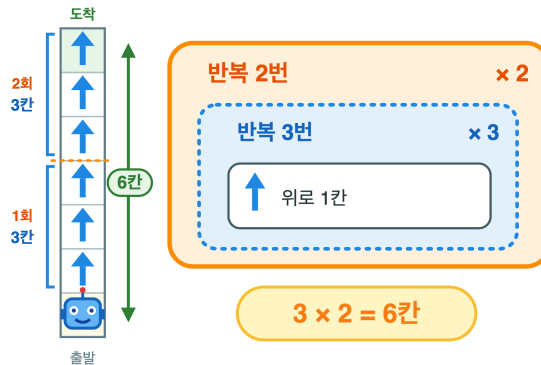 도착
2회
3칸
6칸
1회
3칸
출발
반복 2번 × 2
반복 3번 × 3
위로 1칸
3 × 2 = 6칸